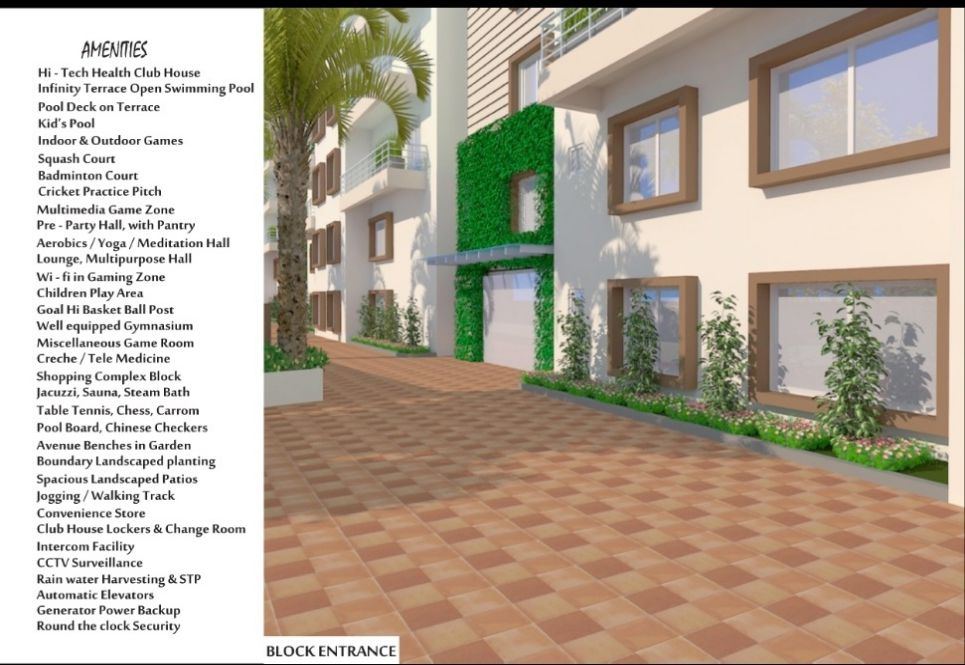 AMENITIES
Hi - Tech Health Club House
Infinity Terrace Open Swimming Pool
Pool Deck on Terrace
Kid's Pool
Indoor & Outdoor Games
Squash Court
Badminton Court
Cricket Practice Pitch
Multimedia Game Zone
Pre - Party Hall, with Pantry
Aerobics / Yoga / Meditation Hall
Lounge, Multipurpose Hall
Wi - fi in Gaming Zone
Children Play Area
Goal Hi Basket Ball Post
Well equipped Gymnasium
Miscellaneous Game Room
Creche / Tele Medicine
Shopping Complex Block
Jacuzzi, Sauna, Steam Bath
Table Tennis, Chess, Carrom
Pool Board, Chinese Checkers
Avenue Benches in Garden
Boundary Landscaped planting
Spacious Landscaped Patios
Jogging / Walking Track
Convenience Store
Club House Lockers & Change Room
Intercom Facility
CCTV Surveillance
Rain water Harvesting & STP
Automatic Elevators
Generator Power Backup
Round the clock Security
BLOCK ENTRANCE